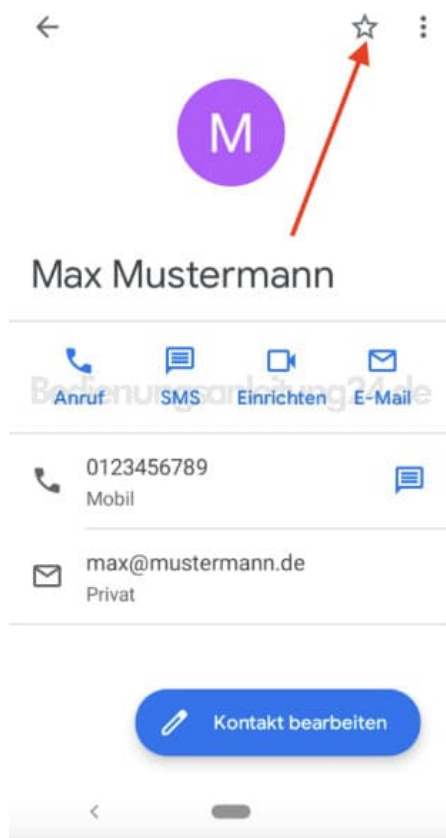 M
Max Mustermann
Bedienungsanleitung24.de
Anruf SMS Einrichten E-Mail
0123456789
Mobil
max@mustermann.de
Privat
Kontakt bearbeiten